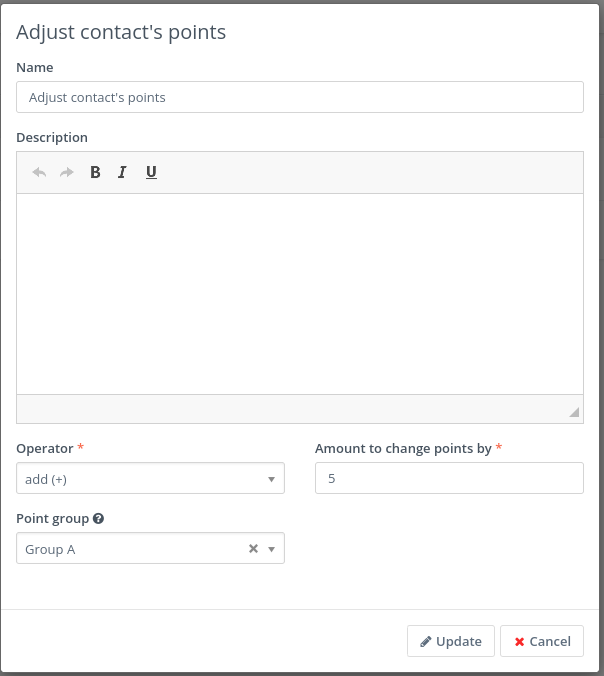 Adjust contact's points
Name
Adjust contact's points
Description
B I U
Operator *
Amount to change points by *
add (+)
5
Point group
Group A
Update
Cancel